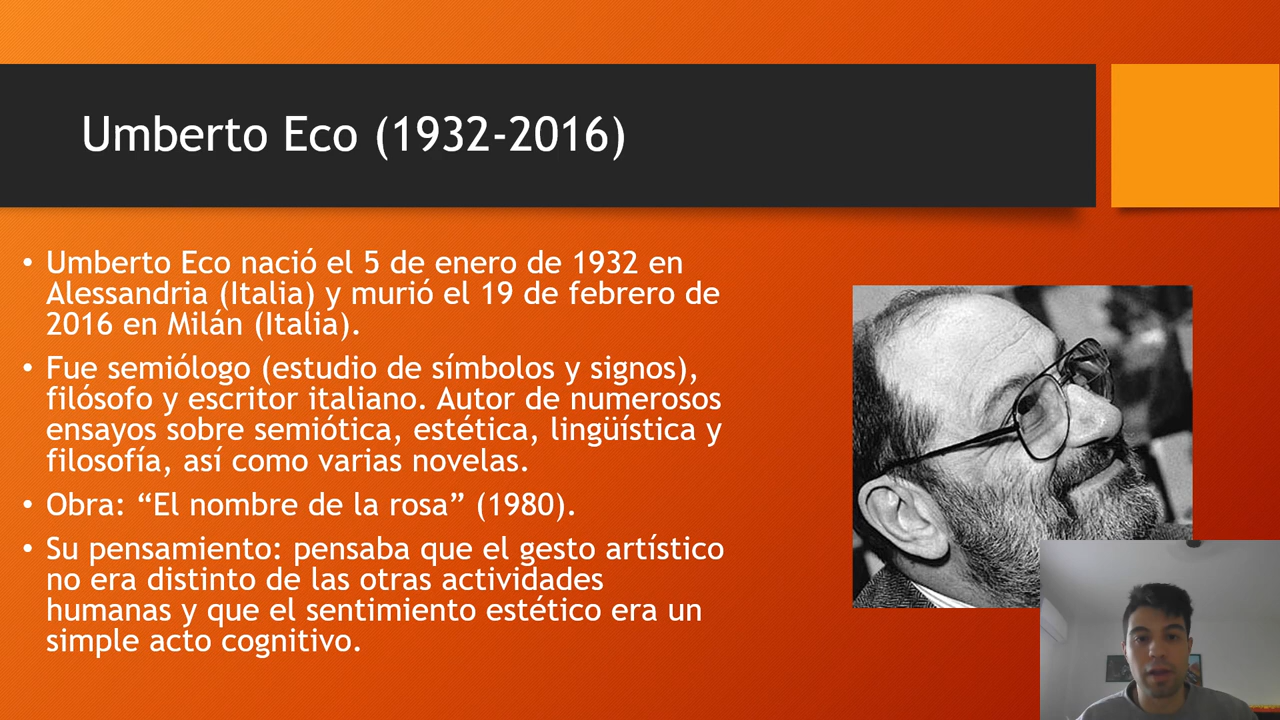 Umberto Eco (1932-2016)
• Umberto Eco nació el 5 de enero de 1932 en
Alessandria (Italia) y murió el 19 de febrero de
2016 en Milán (Italia).
• Fue semiólogo (estudio de símbolos y signos),
filósofo y escritor italiano. Autor de numerosos
ensayos sobre semiótica, estética, lingüística y
filosofía, así como varias novelas.
• Obra: “El nombre de la rosa” (1980).
• Su pensamiento: pensaba que el gesto artístico
no era distinto de las otras actividades
humanas y que el sentimiento estético era un
simple acto cognitivo.